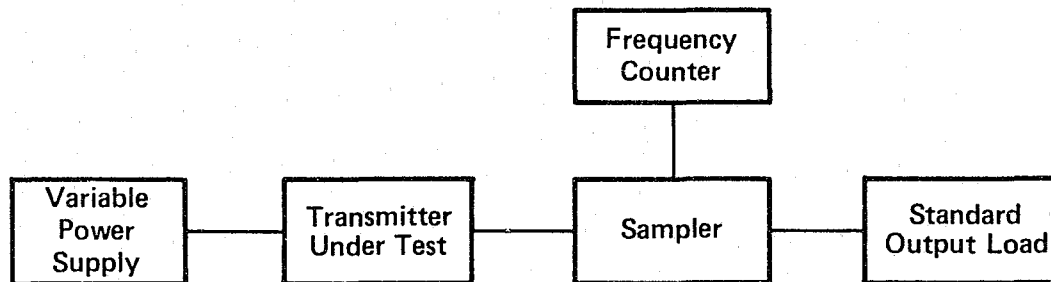 Frequency
Counter
Variable
Power
Supply
Transmitter
Under Test
Sampler
Standard
Output Load